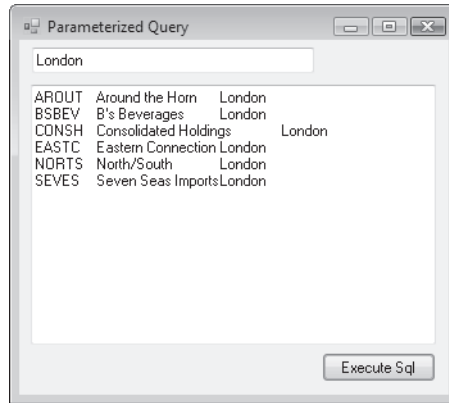 Parameterized Query
London
AROUT Around the Horn London
BSBEV B's Beverages London
CONSH Consolidated Holdings London
EASTC Eastern Connection London
NORTS North/South London
SEVES Seven Seas Imports London
Execute Sql